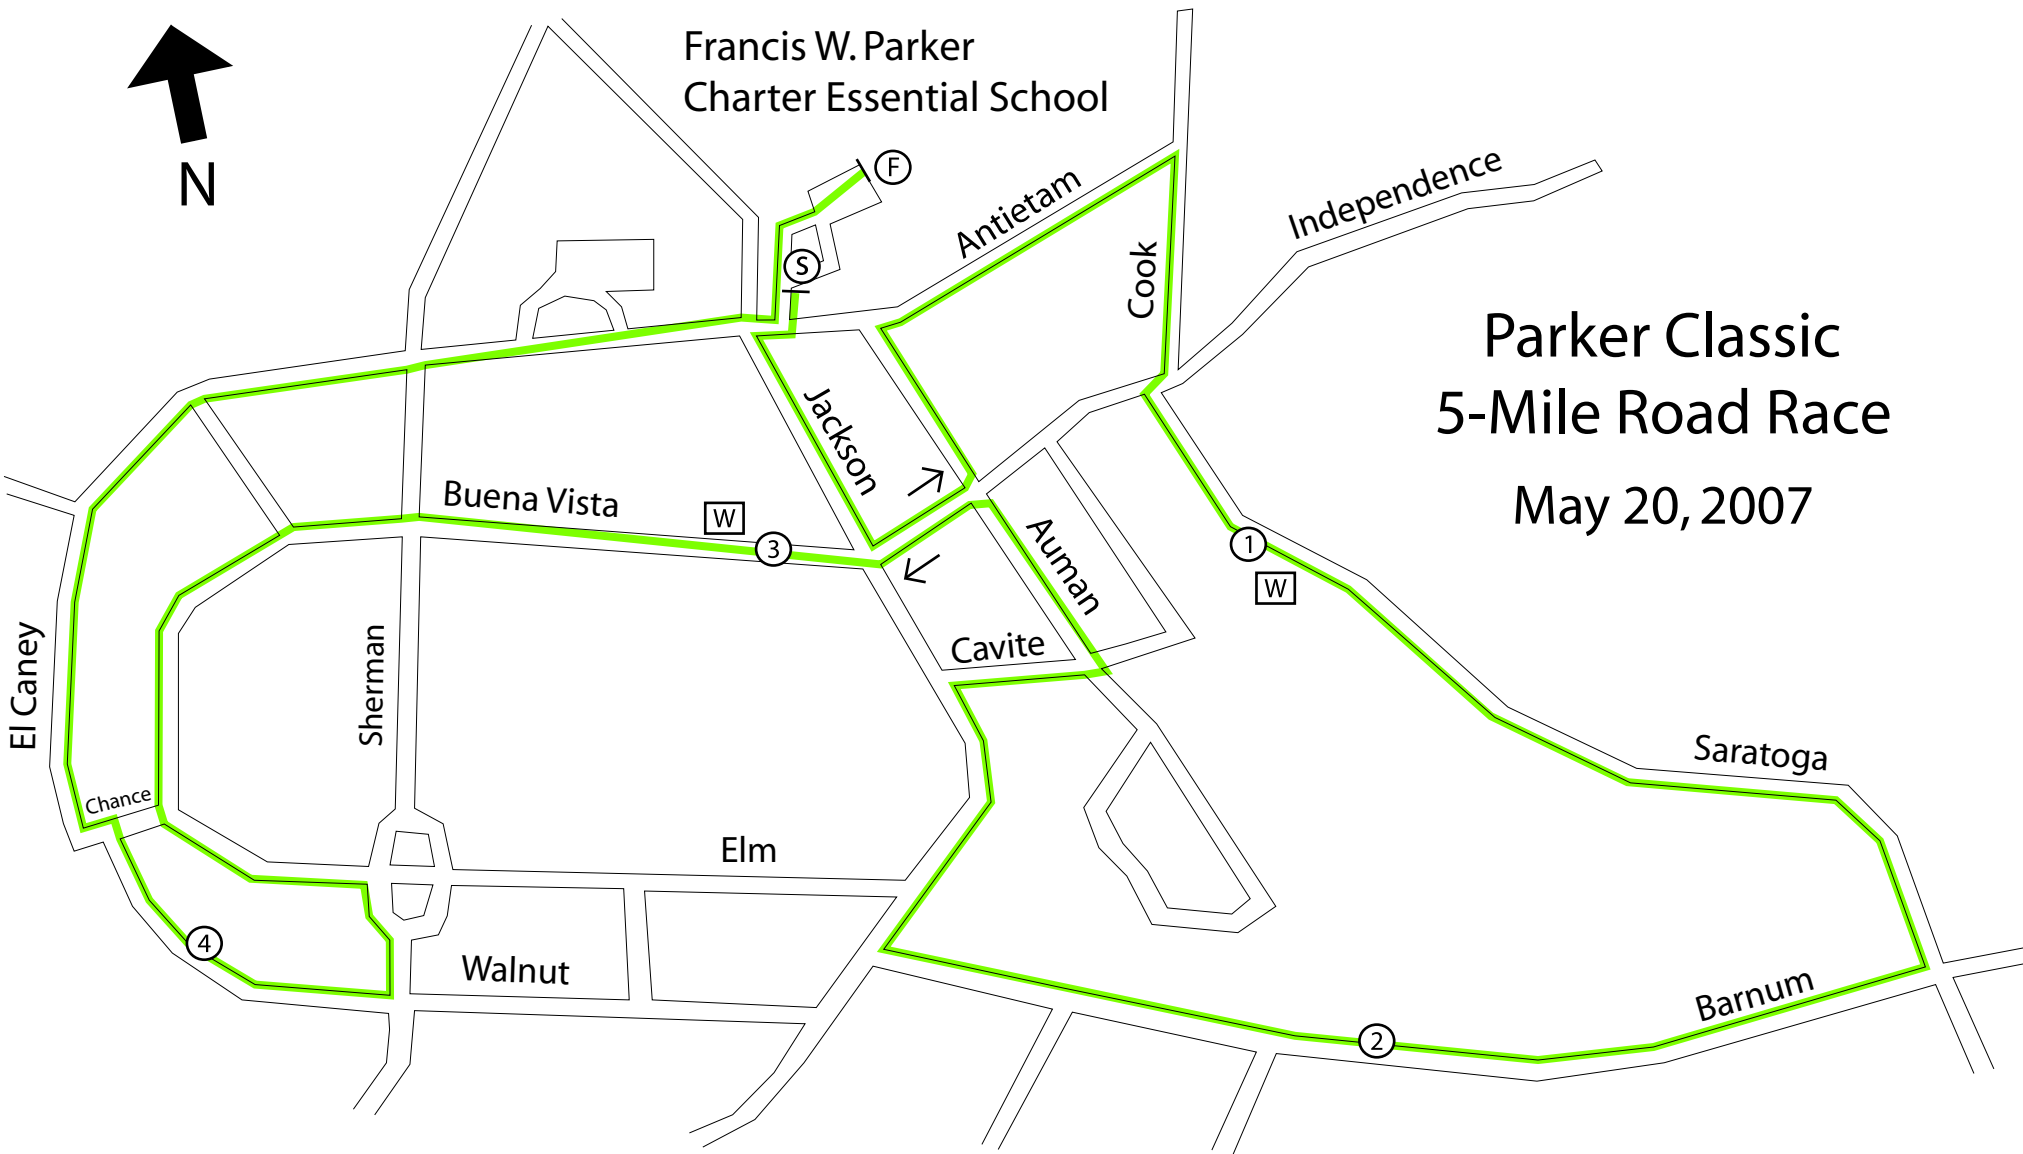 Francis W. Parker
Charter Essential School
N
F
S
Antietam
Independence
Cook
Parker Classic
5-Mile Road Race
May 20, 2007
Jackson
Buena Vista
W
3
Auman
1
W
Cavite
El Caney
Sherman
Saratoga
Chance
Elm
4
Walnut
Barnum
2